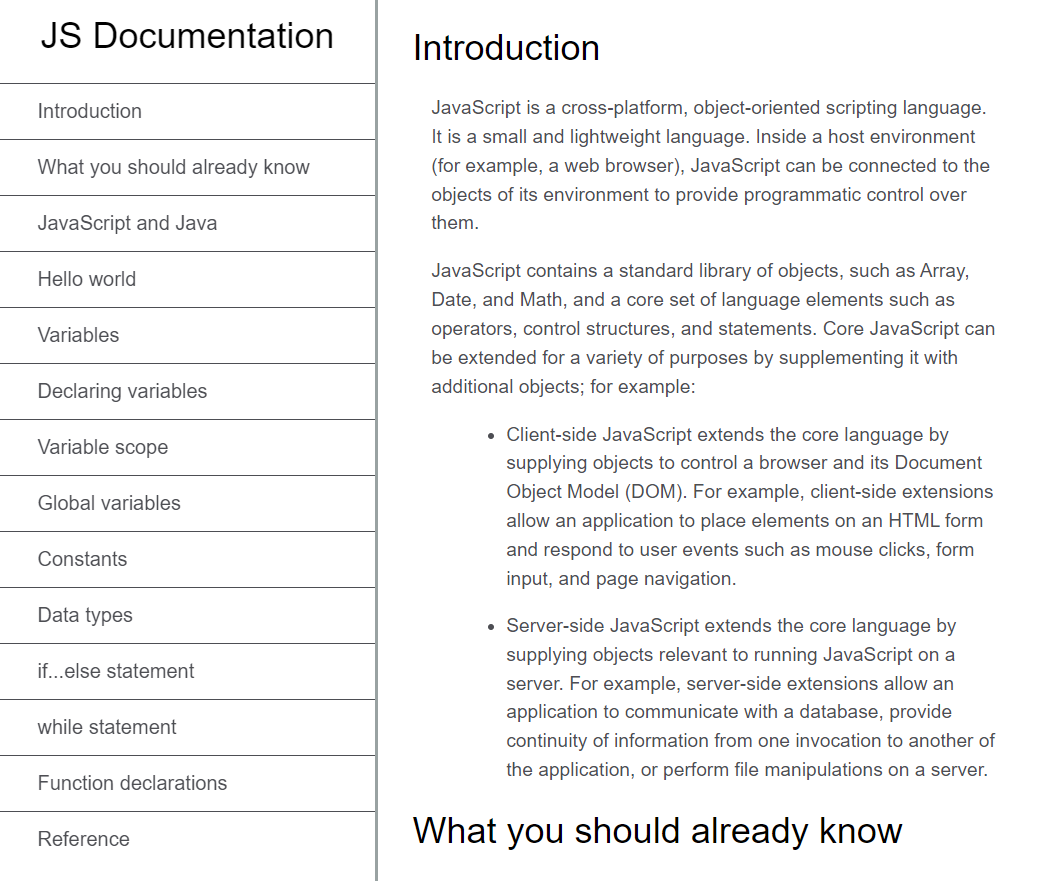 JS Documentation
Introduction
What you should already know
JavaScript and Java
Hello world
Variables
Declaring variables
Variable scope
Global variables
Constants
Data types
if...else statement
while statement
Function declarations
Reference
Introduction
JavaScript is a cross-platform, object-oriented scripting language.
It is a small and lightweight language. Inside a host environment
(for example, a web browser), JavaScript can be connected to the
objects of its environment to provide programmatic control over
them.
JavaScript contains a standard library of objects, such as Array,
Date, and Math, and a core set of language elements such as
operators, control structures, and statements. Core JavaScript can
be extended for a variety of purposes by supplementing it with
additional objects; for example:
• Client-side JavaScript extends the core language by
supplying objects to control a browser and its Document
Object Model (DOM). For example, client-side extensions
allow an application to place elements on an HTML form
and respond to user events such as mouse clicks, form
input, and page navigation.
• Server-side JavaScript extends the core language by
supplying objects relevant to running JavaScript on a
server. For example, server-side extensions allow an
application to communicate with a database, provide
continuity of information from one invocation to another of
the application, or perform file manipulations on a server.
What you should already know